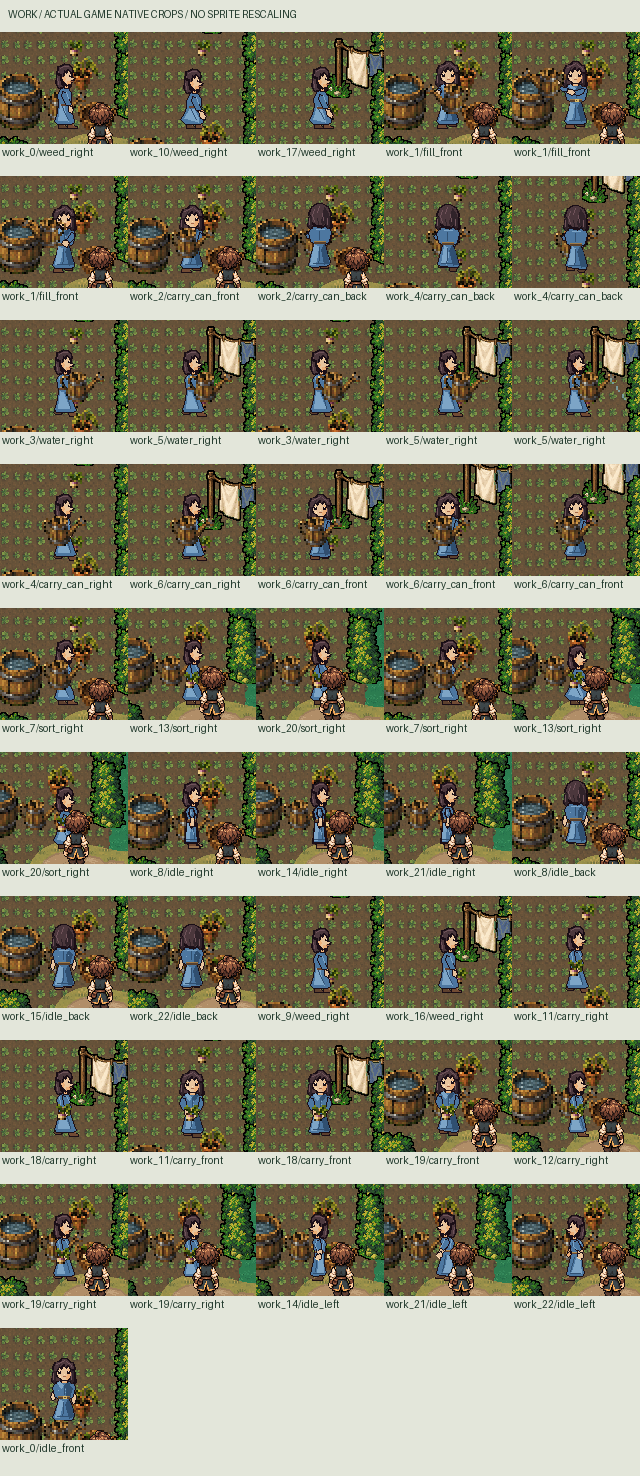 WORK / ACTUAL GAME NATIVE CROPS / NO SPRITE RESCALING
work_0/weed_right work_10/weed_right work_17/weed_right work_1/fill_front work_1/fill_front
work_1/fill_front work_2/carry_can_front work_2/carry_can_back work_4/carry_can_back work_4/carry_can_back
work_3/water_right work_5/water_right work_3/water_right work_5/water_right work_5/water_right
work_4/carry_can_right work_6/carry_can_right work_6/carry_can_front work_6/carry_can_front work_6/carry_can_front
work_7/sort_right work_13/sort_right work_20/sort_right work_7/sort_right work_13/sort_right
work_20/sort_right work_8/idle_right work_14/idle_right work_21/idle_right work_8/idle_back
work_15/idle_back work_22/idle_back work_9/weed_right work_16/weed_right work_11/carry_right
work_18/carry_right work_11/carry_front work_18/carry_front work_19/carry_front work_12/carry_right
work_19/carry_right work_19/carry_right work_14/idle_left work_21/idle_left work_22/idle_left
work_0/idle_front